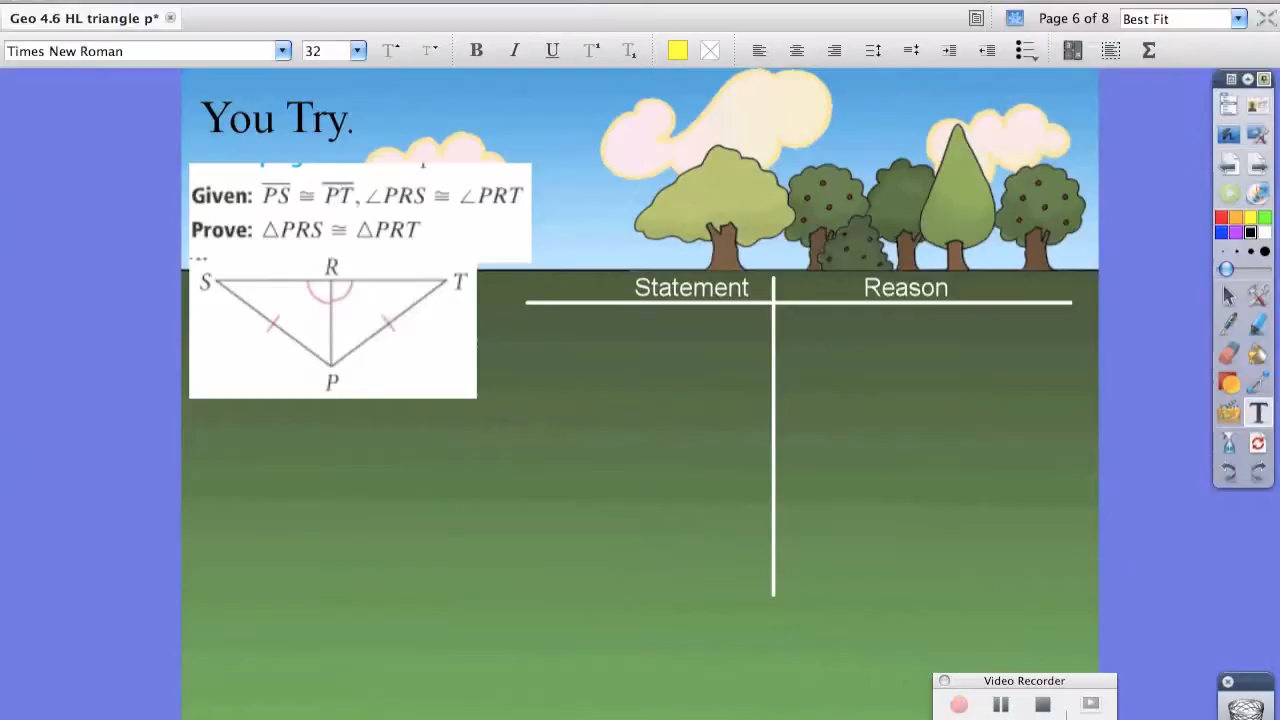 Geo 4.6 HL triangle p*
Page 6 of 8
Best Fit
Times New Roman
32
B I U T T
You Try.
Given: PS ≅ PT, ∠PRS ≅ ∠PRT
Prove: △PRS ≅ △PRT
R
S
T
P
Statement
Reason
T
Video Recorder